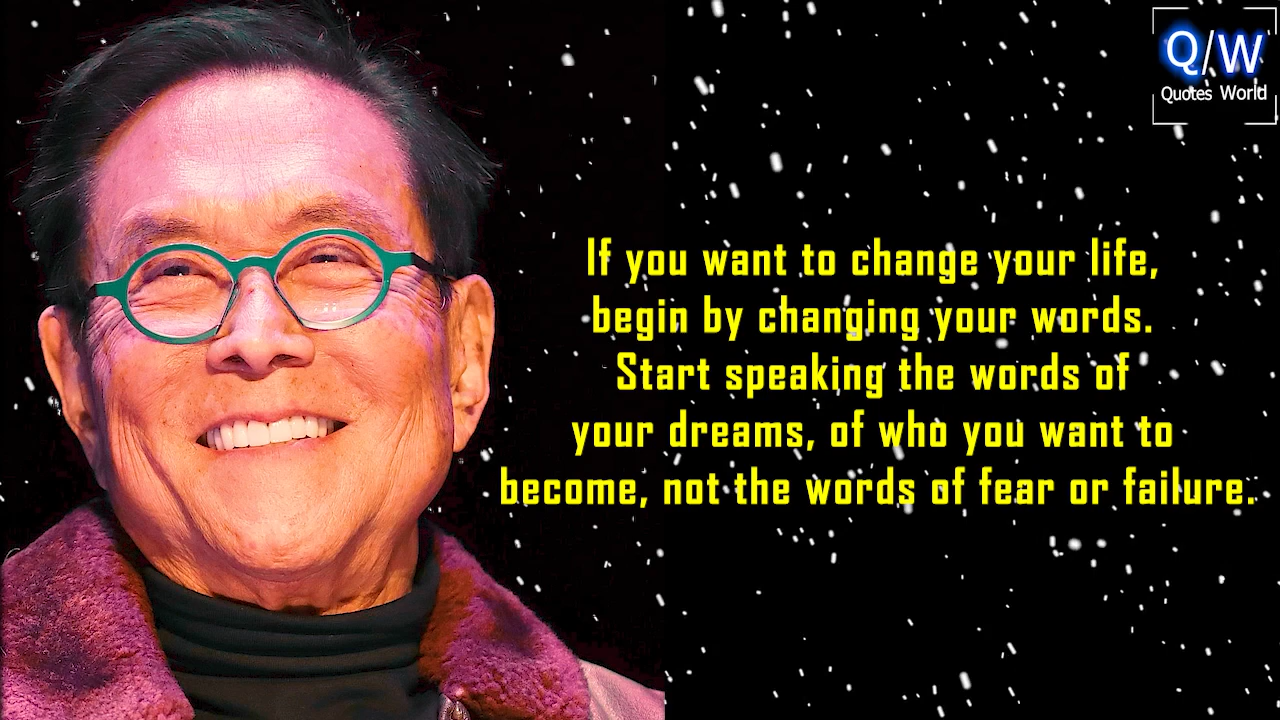 Q/W
Quotes World
If you want to change your life,
begin by changing your words.
Start speaking the words of
your dreams, of who you want to
become, not the words of fear or failure.